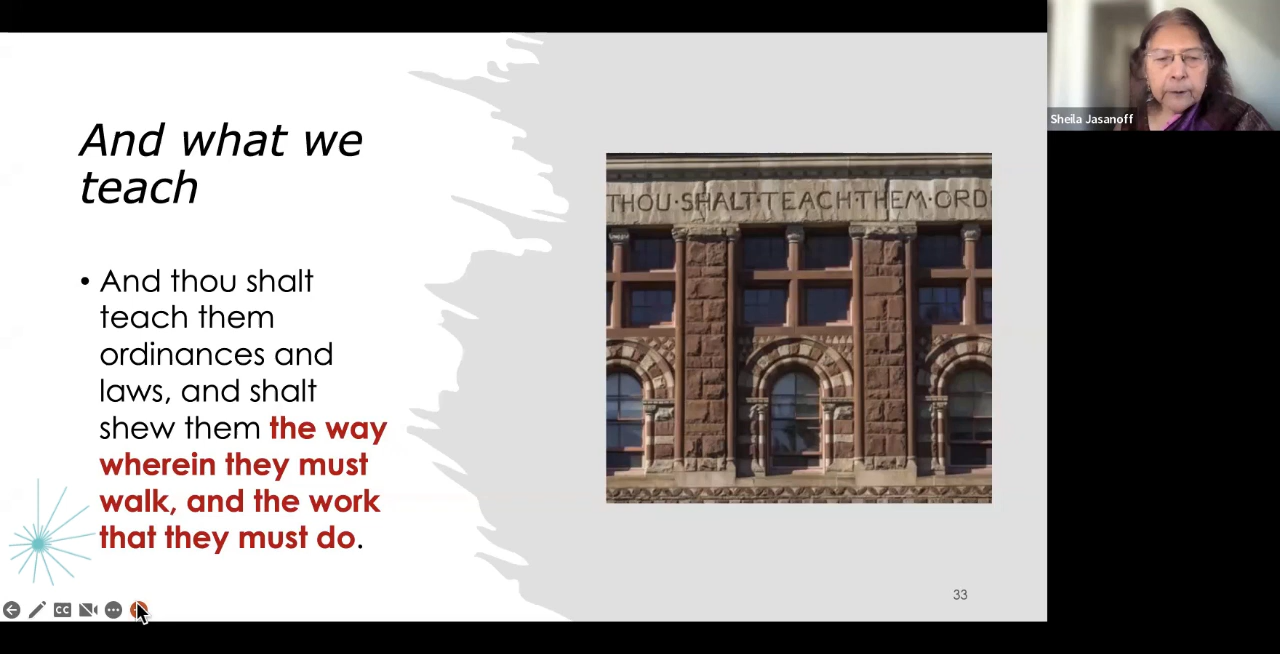 And what we
teach
• And thou shalt
teach them
ordinances and
laws, and shalt
shew them the way
wherein they must
walk, and the work
that they must do.
THOU·SHALT·TEACH·THEM·ORD
33
CC
Sheila Jasanoff